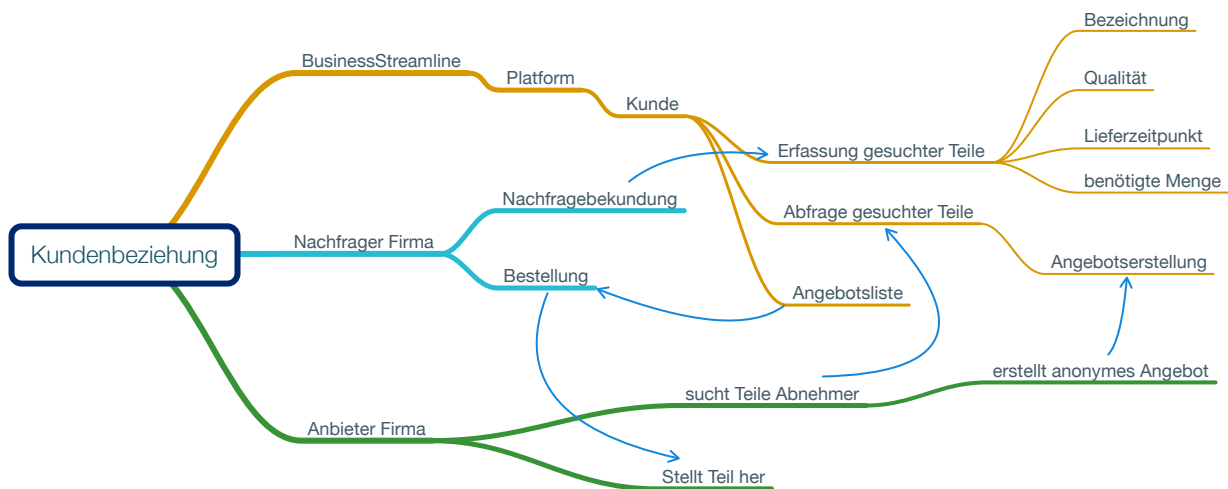 Bezeichnung
BusinessStreamline
Platform
Qualität
Kunde
Lieferzeitpunkt
Erfassung gesuchter Teile
benötigte Menge
Nachfragebekundung
Abfrage gesuchter Teile
Nachfrager Firma
Kundenbeziehung
Angebotserstellung
Bestellung
Angebotsliste
erstellt anonymes Angebot
sucht Teile Abnehmer
Anbieter Firma
Stellt Teil her